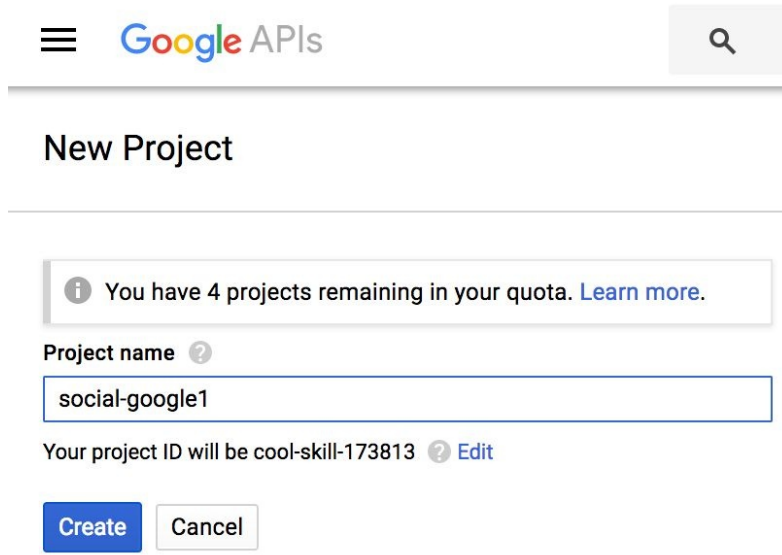 Google APIs
New Project
You have 4 projects remaining in your quota. Learn more.
Project name
social-google1
Your project ID will be cool-skill-173813 Edit
Create Cancel